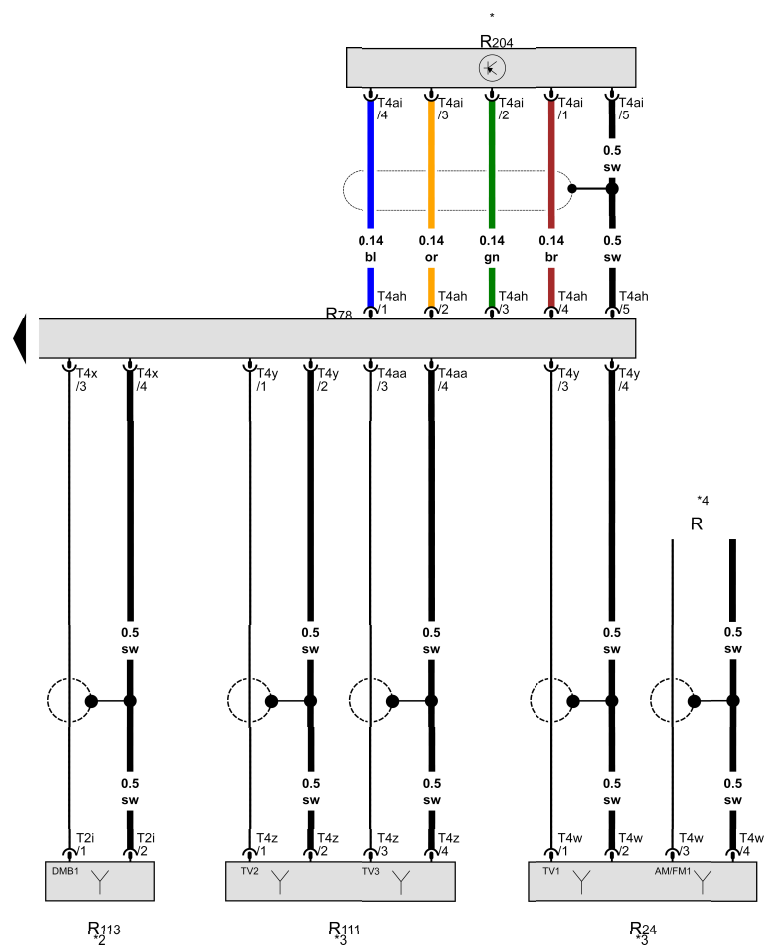 *
R204
T4ai T4ai T4ai T4ai T4ai
/4 /3 /2 /1 /5
0.5
sw
0.14 0.14 0.14 0.14 0.5
bl or gn br sw
T4ah T4ah T4ah T4ah T4ah
/1 /2 /3 /4 /5
R78
T4x T4x T4y T4y T4aa T4aa T4y T4y
/3 /4 /1 /2 /3 /4 /3 /4
*4
R
0.5 0.5 0.5 0.5 0.5
sw sw sw sw sw
0.5 0.5 0.5 0.5 0.5
sw sw sw sw sw
T2i T2i T4z T4z T4z T4z T4w T4w T4w T4w
/1 /2 /1 /2 /3 /4 /1 /2 /3 /4
DMB1 TV2 TV3 TV1 AM/FM1
R113 R111 R24
*2 *3 *3